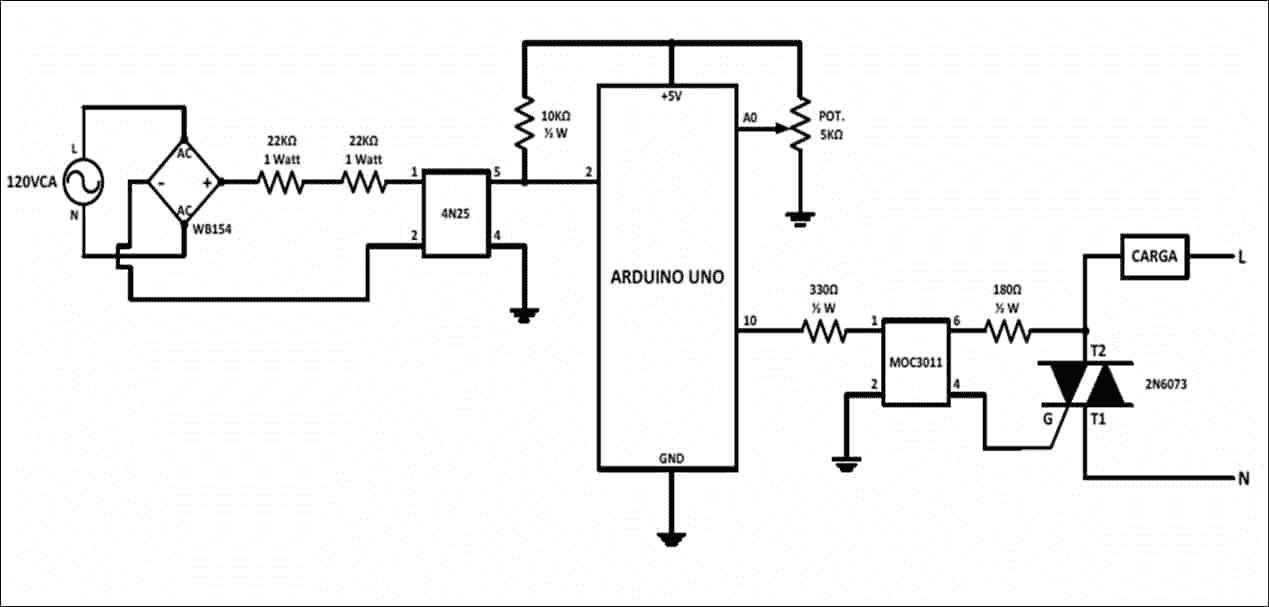 120VCA
L
N
AC
-
+
AC
WB154
22KΩ
1 Watt
22KΩ
1 Watt
1
2
4N25
5
4
10KΩ
½ W
2
+5V
A0
POT.
5KΩ
ARDUINO UNO
10
GND
330Ω
½ W
1
2
MOC3011
6
4
180Ω
½ W
CARGA
L
T2
2N6073
G
T1
N